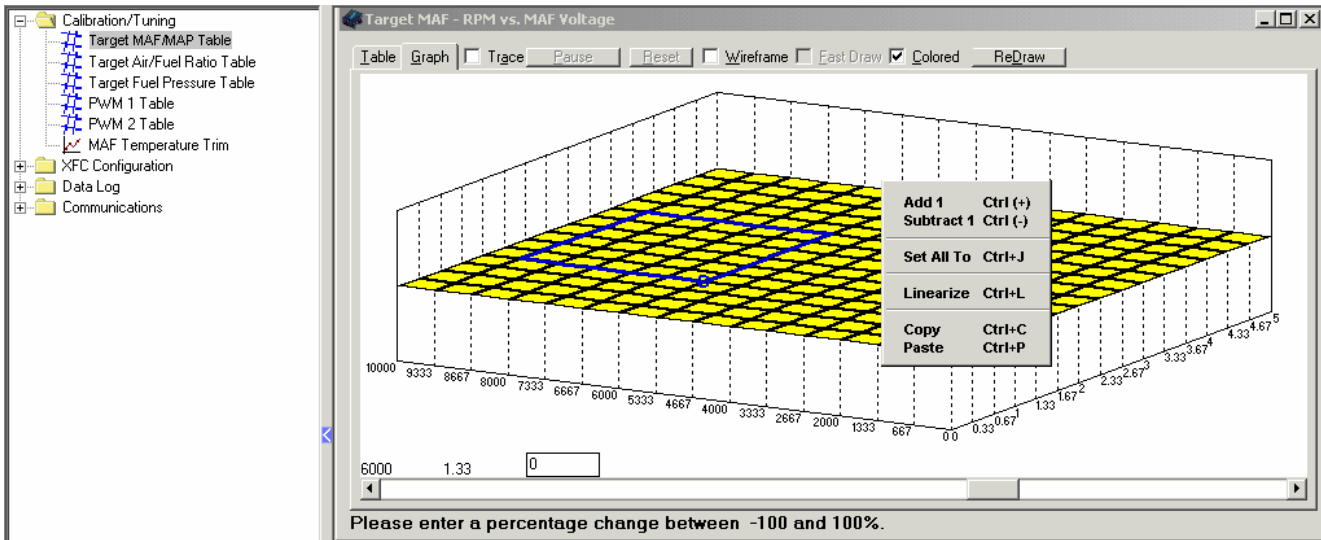 Calibration/Tuning
Target MAF/MAP Table
Target Air/Fuel Ratio Table
Target Fuel Pressure Table
PWM 1 Table
PWM 2 Table
MAF Temperature Trim
XFC Configuration
Data Log
Communications
Target MAF - RPM vs. MAF Voltage
Table Graph Trace Pause Reset Wireframe Fast Draw Colored ReDraw
Add 1 Ctrl (+)
Subtract 1 Ctrl (-)
Set All To Ctrl+J
Linearize Ctrl+L
Copy Ctrl+C
Paste Ctrl+P
10000 9333 8667 8000 7333 6667 6000 5333 4667 4000 3333 2667 2000 1333 667 0
0 0.33 0.67 1 1.33 1.67 2 2.33 2.67 3 3.33 3.67 4 4.33 4.67 5
6000 1.33 0
Please enter a percentage change between -100 and 100%.